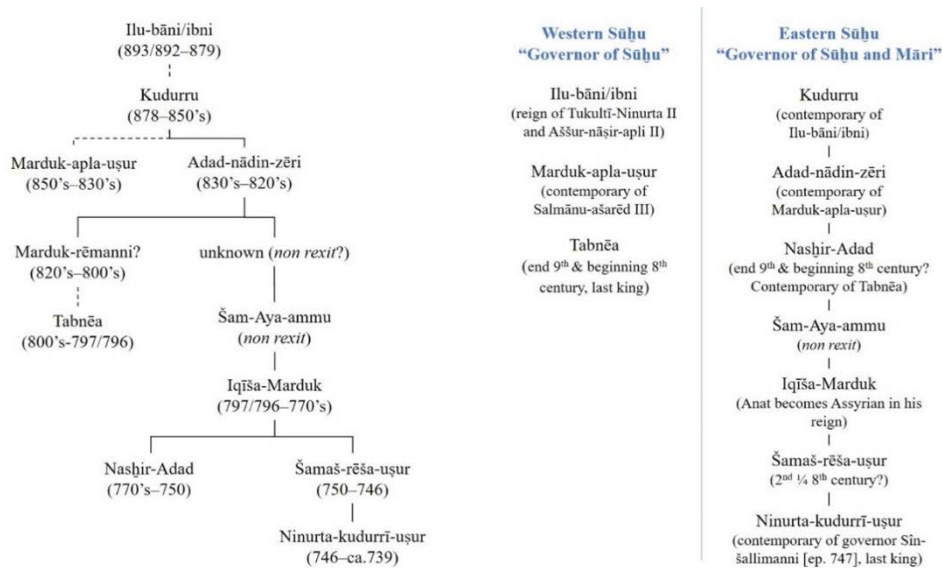 Ilu-bāni/ibni
(893/892–879)
Kudurru
(878–850's)
Marduk-apla-uṣur
(850's–830's)
Adad-nādin-zēri
(830's–820's)
Marduk-rēmanni?
(820's–800's)
unknown (non rexit?)
Tabnēa
(800's-797/796)
Šam-Aya-ammu
(non rexit)
Iqīša-Marduk
(797/796–770's)
Nasḫir-Adad
(770's–750)
Šamaš-rēša-uṣur
(750–746)
Ninurta-kudurrī-uṣur
(746–ca.739)
Western Sūḫu
“Governor of Sūḫu”
Ilu-bāni/ibni
(reign of Tukultī-Ninurta II
and Aššur-nāṣir-apli II)
Marduk-apla-uṣur
(contemporary of
Salmānu-ašarēd III)
Tabnēa
(end 9th & beginning 8th
century, last king)
Eastern Sūḫu
“Governor of Sūḫu and Māri”
Kudurru
(contemporary of
Ilu-bāni/ibni)
Adad-nādin-zēri
(contemporary of
Marduk-apla-uṣur)
Nasḫir-Adad
(end 9th & beginning 8th century?
Contemporary of Tabnēa)
Šam-Aya-ammu
(non rexit)
Iqīša-Marduk
(Anat becomes Assyrian in his
reign)
Šamaš-rēša-uṣur
(2nd ¼ 8th century?)
Ninurta-kudurrī-uṣur
(contemporary of governor Sîn-
šallimanni [ep. 747], last king)